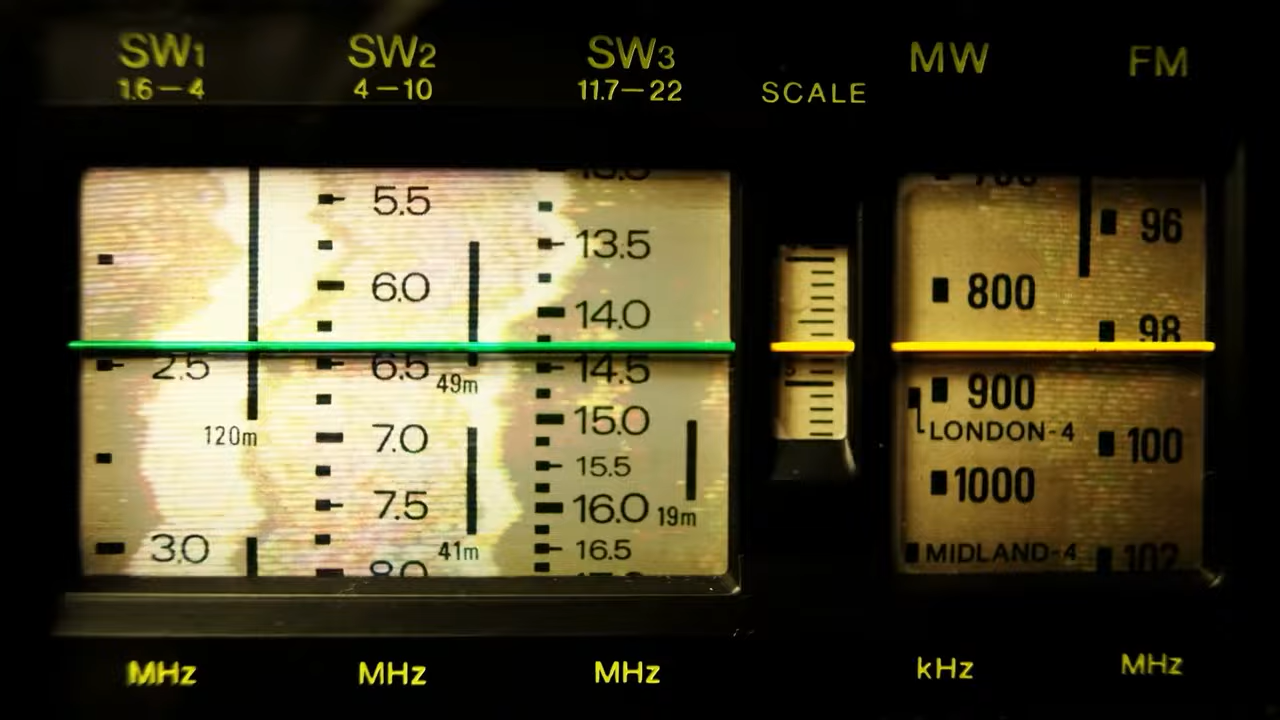 SW1 SW2 SW3 MW FM
1.6—4 4—10 11.7—22 SCALE
5.5 13.5 96
6.0 800
14.0 98
2.5 6.5 49m 14.5 900
120m 7.0 15.0 LONDON-4 100
15.5
7.5 16.0 19m 1000
3.0 41m 16.5 MIDLAND-4 102
8.0
MHz MHz MHz kHz MHz